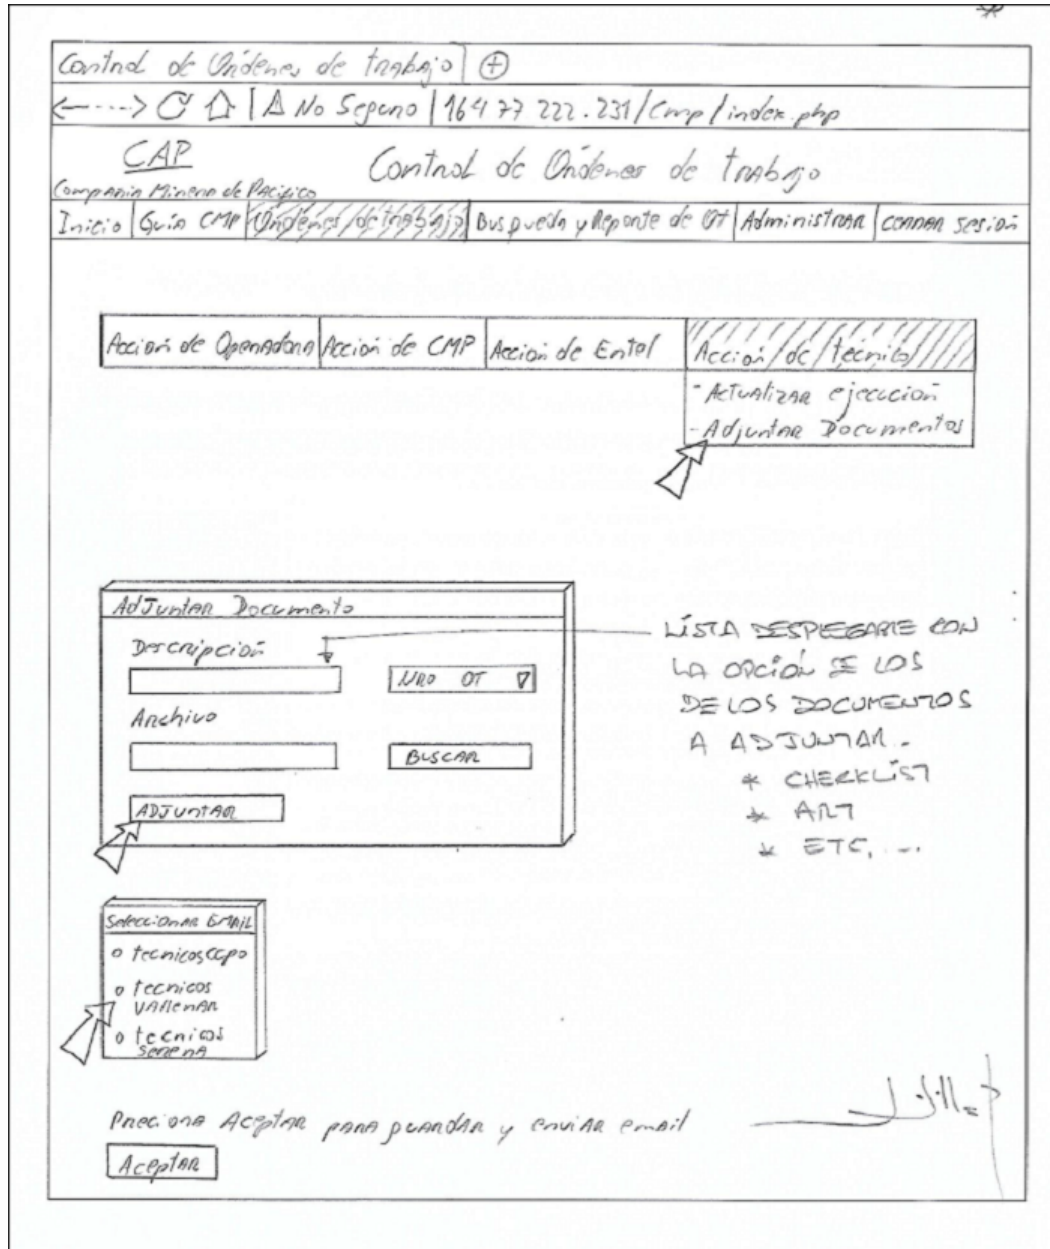 Control de Órdenes de trabajo
No Seguro | 164 77 222.231/Cmp/index.php
CAP
Control de Órdenes de trabajo
Compañia Minera de Pacífico
Inicio | Guía CMP | Órdenes de trabajo | Busqueda y Reporte de OT | Administrar | cerrar sesión
Acción de Operadora | Acción de CMP | Acción de Entel | Acción de técnico
- Actualizar ejecución
- Adjuntar Documentos
AdJuntar Documento
Descripción
NRO OT
Archivo
BUSCAR
ADJuntAR
LISTA DESPLEGABLE CON
LA OPCIÓN DE LOS
DE LOS DOCUMENTOS
A ADJUNTAR.-
* CHECKLIST
* ART
* ETC, ...
Seleccionar EMAIL
tecnicosccpo
tecnicos
VAllenAR
tecnicos
SerenA
Preciona Aceptar para guardar y enviar email
Aceptar